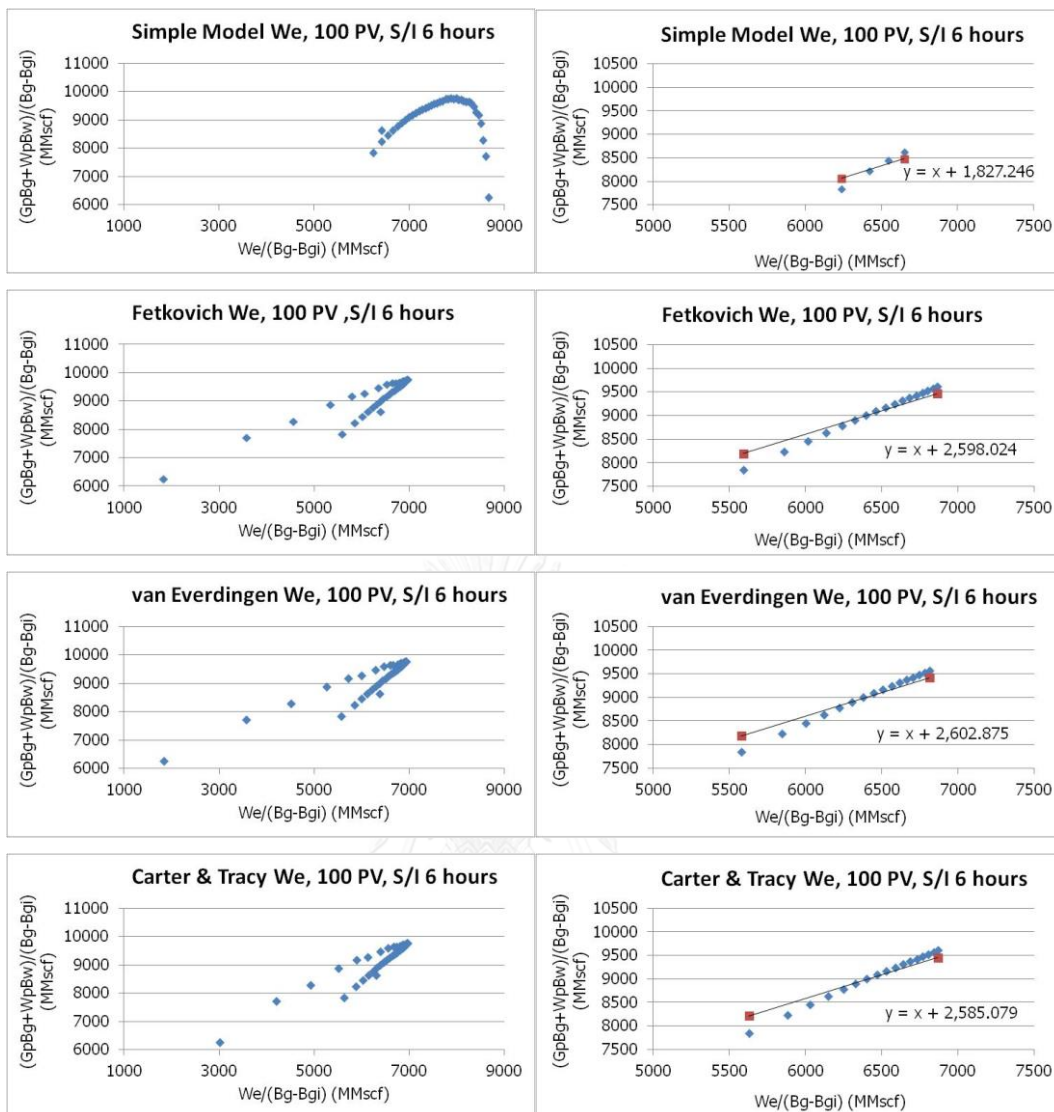 Simple Model We, 100 PV, S/I 6 hours
(GpBg+WpBw)/(Bg-Bgi)
(MMscf)
11000
10000
9000
8000
7000
6000
1000
3000
5000
7000
9000
We/(Bg-Bgi) (MMscf)
Simple Model We, 100 PV, S/I 6 hours
(GpBg+WpBw)/(Bg-Bgi)
(MMscf)
10500
10000
9500
9000
8500
8000
7500
y = x + 1,827.246
5000
5500
6000
6500
7000
7500
We/(Bg-Bgi) (MMscf)
Fetkovich We, 100 PV ,S/I 6 hours
(GpBg+WpBw)/(Bg-Bgi)
(MMscf)
11000
10000
9000
8000
7000
6000
1000
3000
5000
7000
9000
We/(Bg-Bgi) (MMscf)
Fetkovich We, 100 PV, S/I 6 hours
(GpBg+WpBw)/(Bg-Bgi)
(MMscf)
10500
10000
9500
9000
8500
8000
7500
y = x + 2,598.024
5000
5500
6000
6500
7000
7500
We/(Bg-Bgi) (MMscf)
van Everdingen We, 100 PV, S/I 6 hours
(GpBg+WpBw)/(Bg-Bgi)
(MMscf)
11000
10000
9000
8000
7000
6000
1000
3000
5000
7000
9000
We/(Bg-Bgi) (MMscf)
van Everdingen We, 100 PV, S/I 6 hours
(GpBg+WpBw)/(Bg-Bgi)
(MMscf)
10500
10000
9500
9000
8500
8000
7500
y = x + 2,602.875
5000
5500
6000
6500
7000
7500
We/(Bg-Bgi) (MMscf)
Carter & Tracy We, 100 PV, S/I 6 hours
(GpBg+WpBw)/(Bg-Bgi)
(MMscf)
11000
10000
9000
8000
7000
6000
1000
3000
5000
7000
9000
We/(Bg-Bgi) (MMscf)
Carter & Tracy We, 100 PV, S/I 6 hours
(GpBg+WpBw)/(Bg-Bgi)
(MMscf)
10500
10000
9500
9000
8500
8000
7500
y = x + 2,585.079
5000
5500
6000
6500
7000
7500
We/(Bg-Bgi) (MMscf)